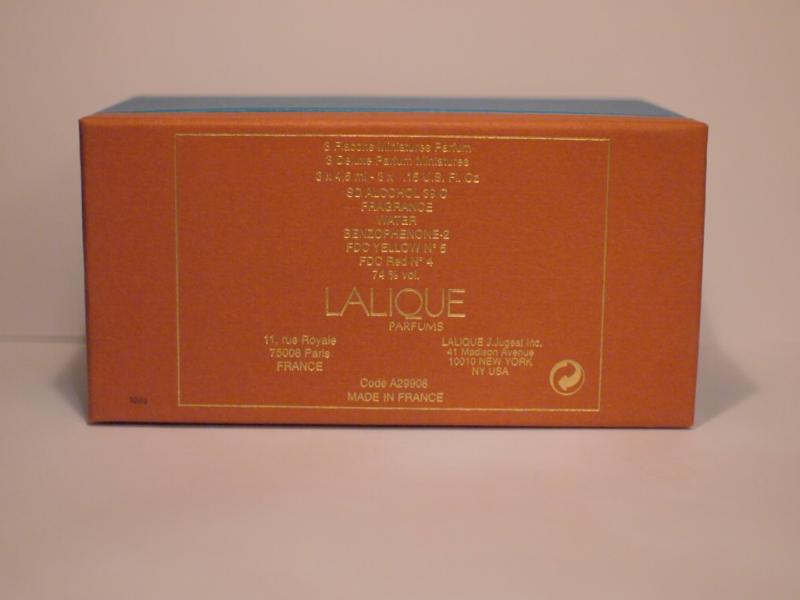 3 Flacons Miniatures Parfum
3 Deluxe Parfum Miniatures
3 x 4,5 ml - 3 x .15 U.S. Fl. Oz
SD ALCOHOL 39 C
FRAGRANCE
WATER
BENZOPHENONE-2
FDC YELLOW N° 5
FDC Red N° 4
74 % vol.
LALIQUE
PARFUMS
11, rue Royale
75008 Paris
FRANCE
LALIQUE J.Jugeat Inc.
41 Madison Avenue
10010 NEW YORK
NY USA
Code A29906
MADE IN FRANCE